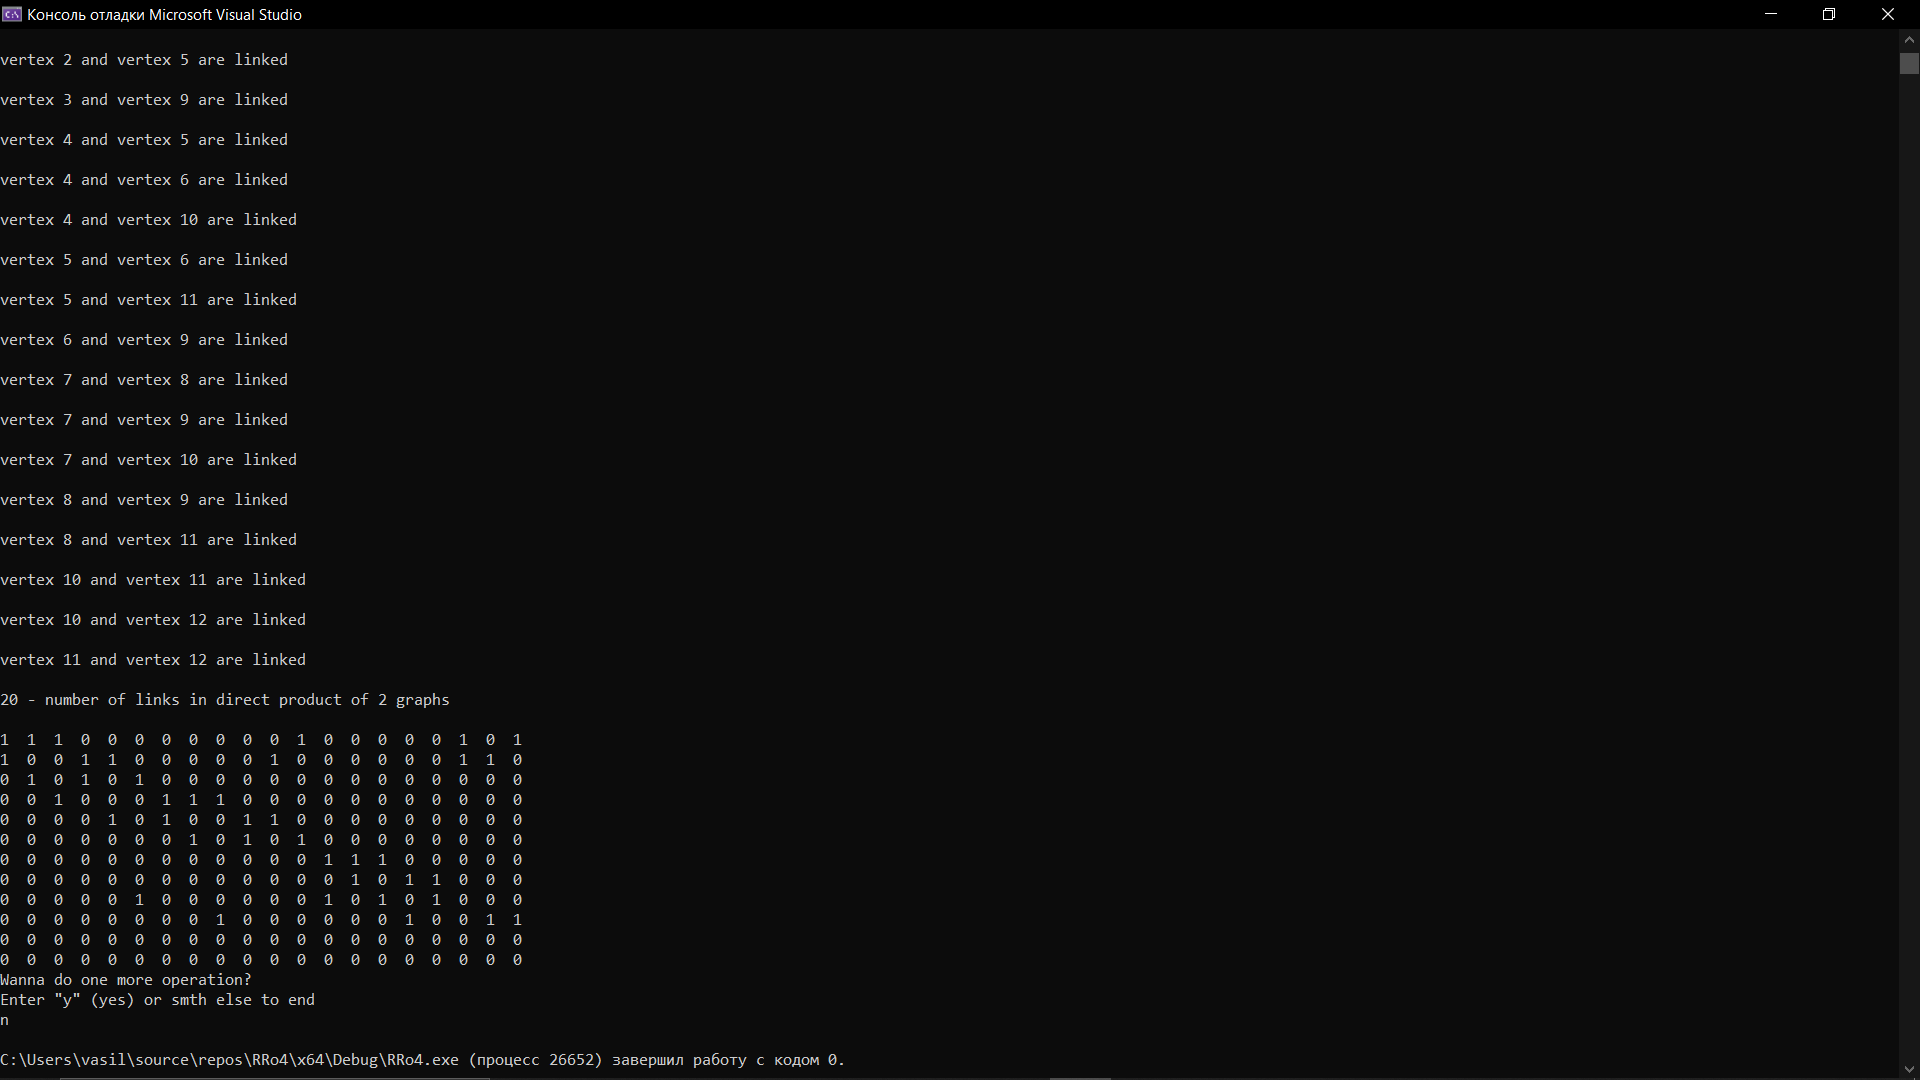 Консоль отладки Microsoft Visual Studio
vertex 2 and vertex 5 are linked
vertex 3 and vertex 9 are linked
vertex 4 and vertex 5 are linked
vertex 4 and vertex 6 are linked
vertex 4 and vertex 10 are linked
vertex 5 and vertex 6 are linked
vertex 5 and vertex 11 are linked
vertex 6 and vertex 9 are linked
vertex 7 and vertex 8 are linked
vertex 7 and vertex 9 are linked
vertex 7 and vertex 10 are linked
vertex 8 and vertex 9 are linked
vertex 8 and vertex 11 are linked
vertex 10 and vertex 11 are linked
vertex 10 and vertex 12 are linked
vertex 11 and vertex 12 are linked
20 - number of links in direct product of 2 graphs
1 1 1 0 0 0 0 0 0 0 0 1 0 0 0 0 0 1 0 1
1 0 0 1 1 0 0 0 0 0 1 0 0 0 0 0 0 1 1 0
0 1 0 1 0 1 0 0 0 0 0 0 0 0 0 0 0 0 0 0
0 0 1 0 0 0 1 1 1 0 0 0 0 0 0 0 0 0 0 0
0 0 0 0 1 0 1 0 0 1 1 0 0 0 0 0 0 0 0 0
0 0 0 0 0 0 0 1 0 1 0 1 0 0 0 0 0 0 0 0
0 0 0 0 0 0 0 0 0 0 0 0 1 1 1 0 0 0 0 0
0 0 0 0 0 0 0 0 0 0 0 0 0 1 0 1 1 0 0 0
0 0 0 0 0 1 0 0 0 0 0 0 1 0 1 0 1 0 0 0
0 0 0 0 0 0 0 0 1 0 0 0 0 0 0 1 0 0 1 1
0 0 0 0 0 0 0 0 0 0 0 0 0 0 0 0 0 0 0 0
0 0 0 0 0 0 0 0 0 0 0 0 0 0 0 0 0 0 0 0
Wanna do one more operation?
Enter "y" (yes) or smth else to end
n
C:\Users\vasil\source\repos\RRo4\x64\Debug\RRo4.exe (процесс 26652) завершил работу с кодом 0.